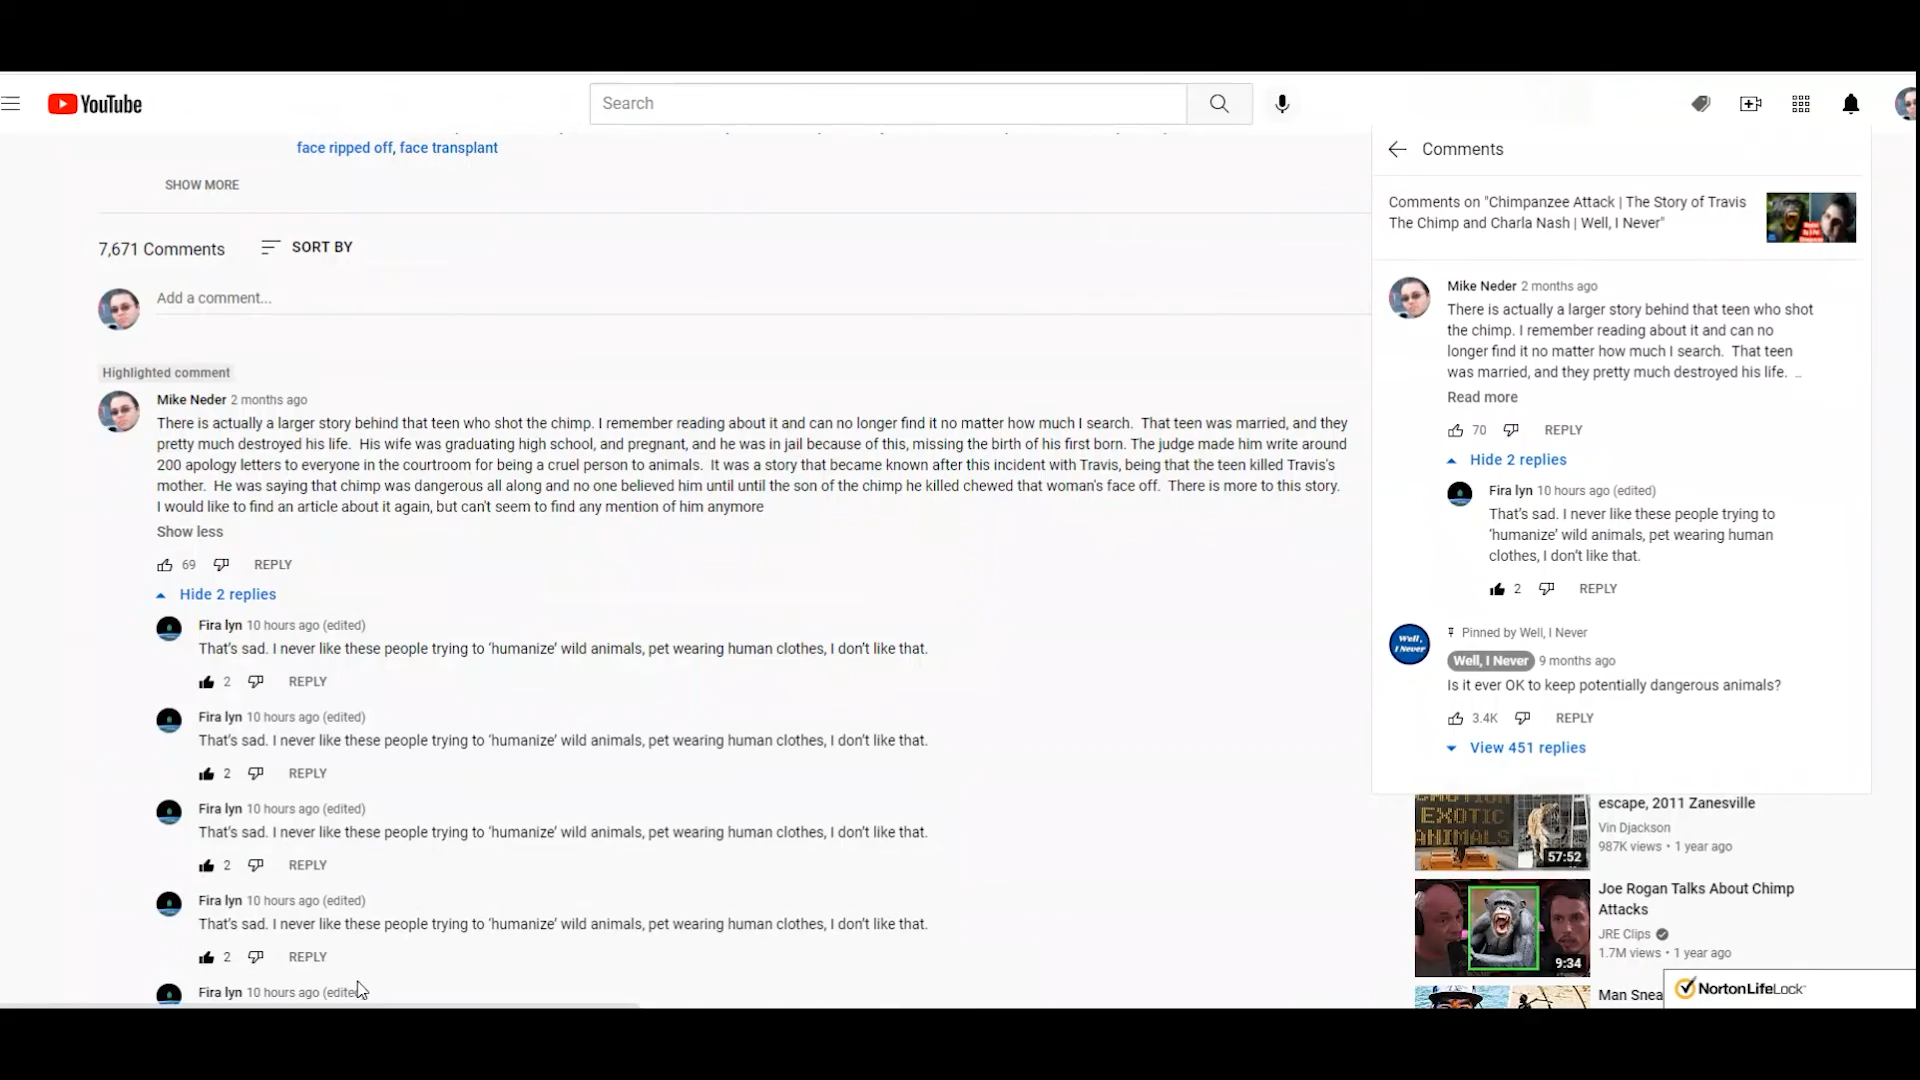 YouTube
Search
face ripped off, face transplant
SHOW MORE
7,671 Comments
SORT BY
Add a comment...
Highlighted comment
Mike Neder 2 months ago
There is actually a larger story behind that teen who shot the chimp. I remember reading about it and can no longer find it no matter how much I search. That teen was married, and they
pretty much destroyed his life. His wife was graduating high school, and pregnant, and he was in jail because of this, missing the birth of his first born. The judge made him write around
200 apology letters to everyone in the courtroom for being a cruel person to animals. It was a story that became known after this incident with Travis, being that the teen killed Travis's
mother. He was saying that chimp was dangerous all along and no one believed him until until the son of the chimp he killed chewed that woman's face off. There is more to this story.
I would like to find an article about it again, but can't seem to find any mention of him anymore
Show less
69 REPLY
Hide 2 replies
Fira lyn 10 hours ago (edited)
That's sad. I never like these people trying to ‘humanize’ wild animals, pet wearing human clothes, I don't like that.
2 REPLY
Fira lyn 10 hours ago (edited)
That's sad. I never like these people trying to ‘humanize’ wild animals, pet wearing human clothes, I don't like that.
2 REPLY
Fira lyn 10 hours ago (edited)
That's sad. I never like these people trying to ‘humanize’ wild animals, pet wearing human clothes, I don't like that.
2 REPLY
Fira lyn 10 hours ago (edited)
That's sad. I never like these people trying to ‘humanize’ wild animals, pet wearing human clothes, I don't like that.
2 REPLY
Fira lyn 10 hours ago
Comments
Comments on "Chimpanzee Attack | The Story of Travis
The Chimp and Charla Nash | Well, I Never"
Mike Neder 2 months ago
There is actually a larger story behind that teen who shot
the chimp. I remember reading about it and can no
longer find it no matter how much I search. That teen
was married, and they pretty much destroyed his life. ...
Read more
70 REPLY
Hide 2 replies
Fira lyn 10 hours ago (edited)
That's sad. I never like these people trying to
‘humanize’ wild animals, pet wearing human
clothes, I don't like that.
2 REPLY
Well,
I Never
Pinned by Well, I Never
Well, I Never 9 months ago
Is it ever OK to keep potentially dangerous animals?
3.4K REPLY
View 451 replies
EXOTIC
ANIMALS
57:52
escape, 2011 Zanesville
Vin Djackson
987K views • 1 year ago
9:34
Joe Rogan Talks About Chimp
Attacks
JRE Clips
1.7M views • 1 year ago
Man Snea
NortonLifeLock